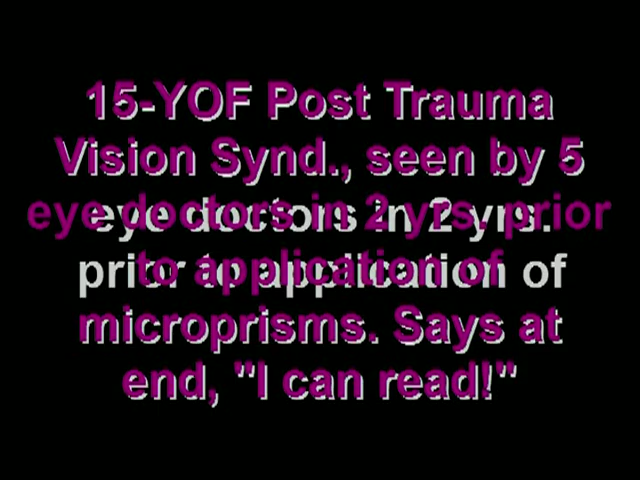 15-YOF Post Trauma
Vision Synd., seen by 5
eye doctors in 2 yrs. prior
to application of
microprisms. Says at
end, "I can read!"